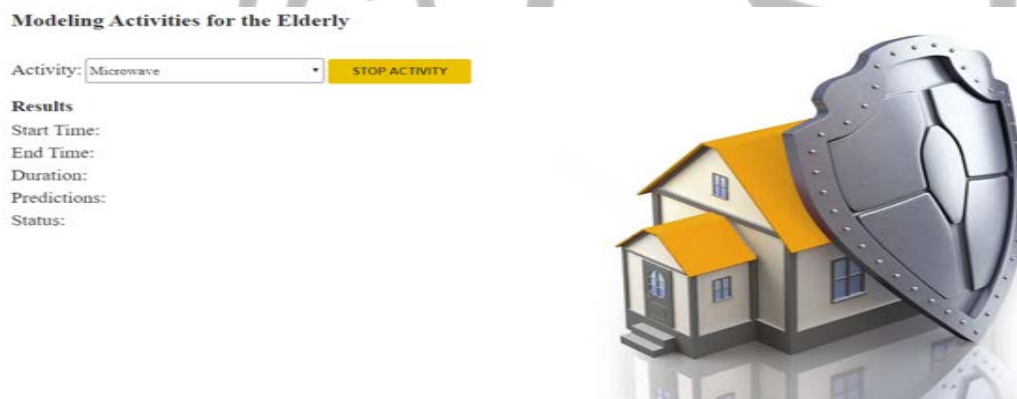 Modeling Activities for the Elderly
Activity: Microwave STOP ACTIVITY
Results
Start Time:
End Time:
Duration:
Predictions:
Status: